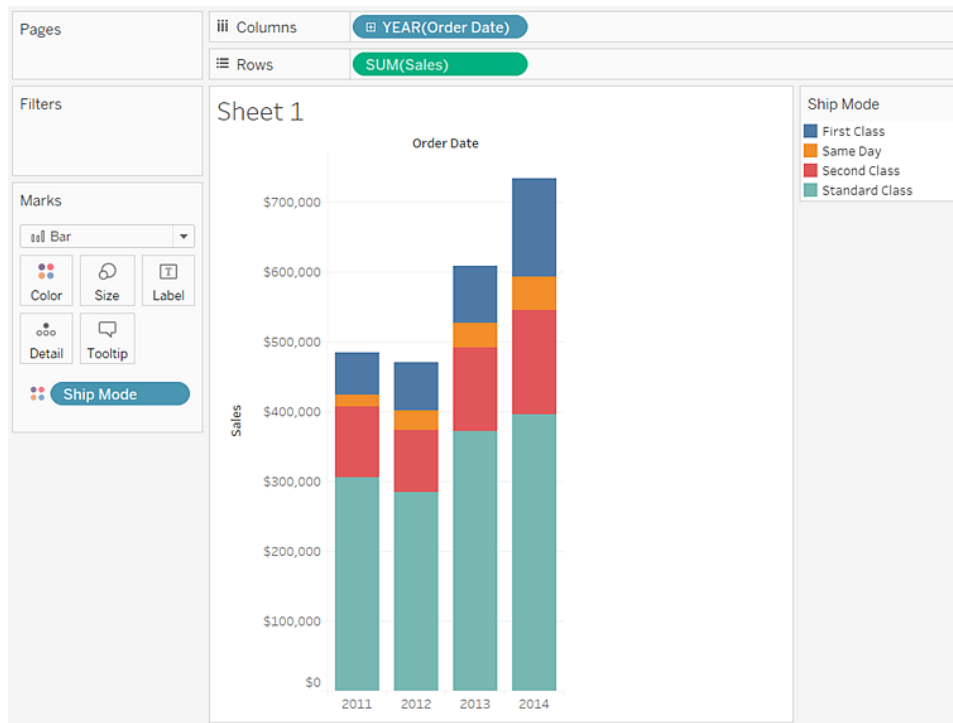 Pages
Columns
YEAR(Order Date)
Rows
SUM(Sales)
Filters
Marks
Bar
Color
Size
Label
Detail
Tooltip
Ship Mode
Sheet 1
Order Date
Sales
$700,000
$600,000
$500,000
$400,000
$300,000
$200,000
$100,000
$0
2011 2012 2013 2014
Ship Mode
First Class
Same Day
Second Class
Standard Class